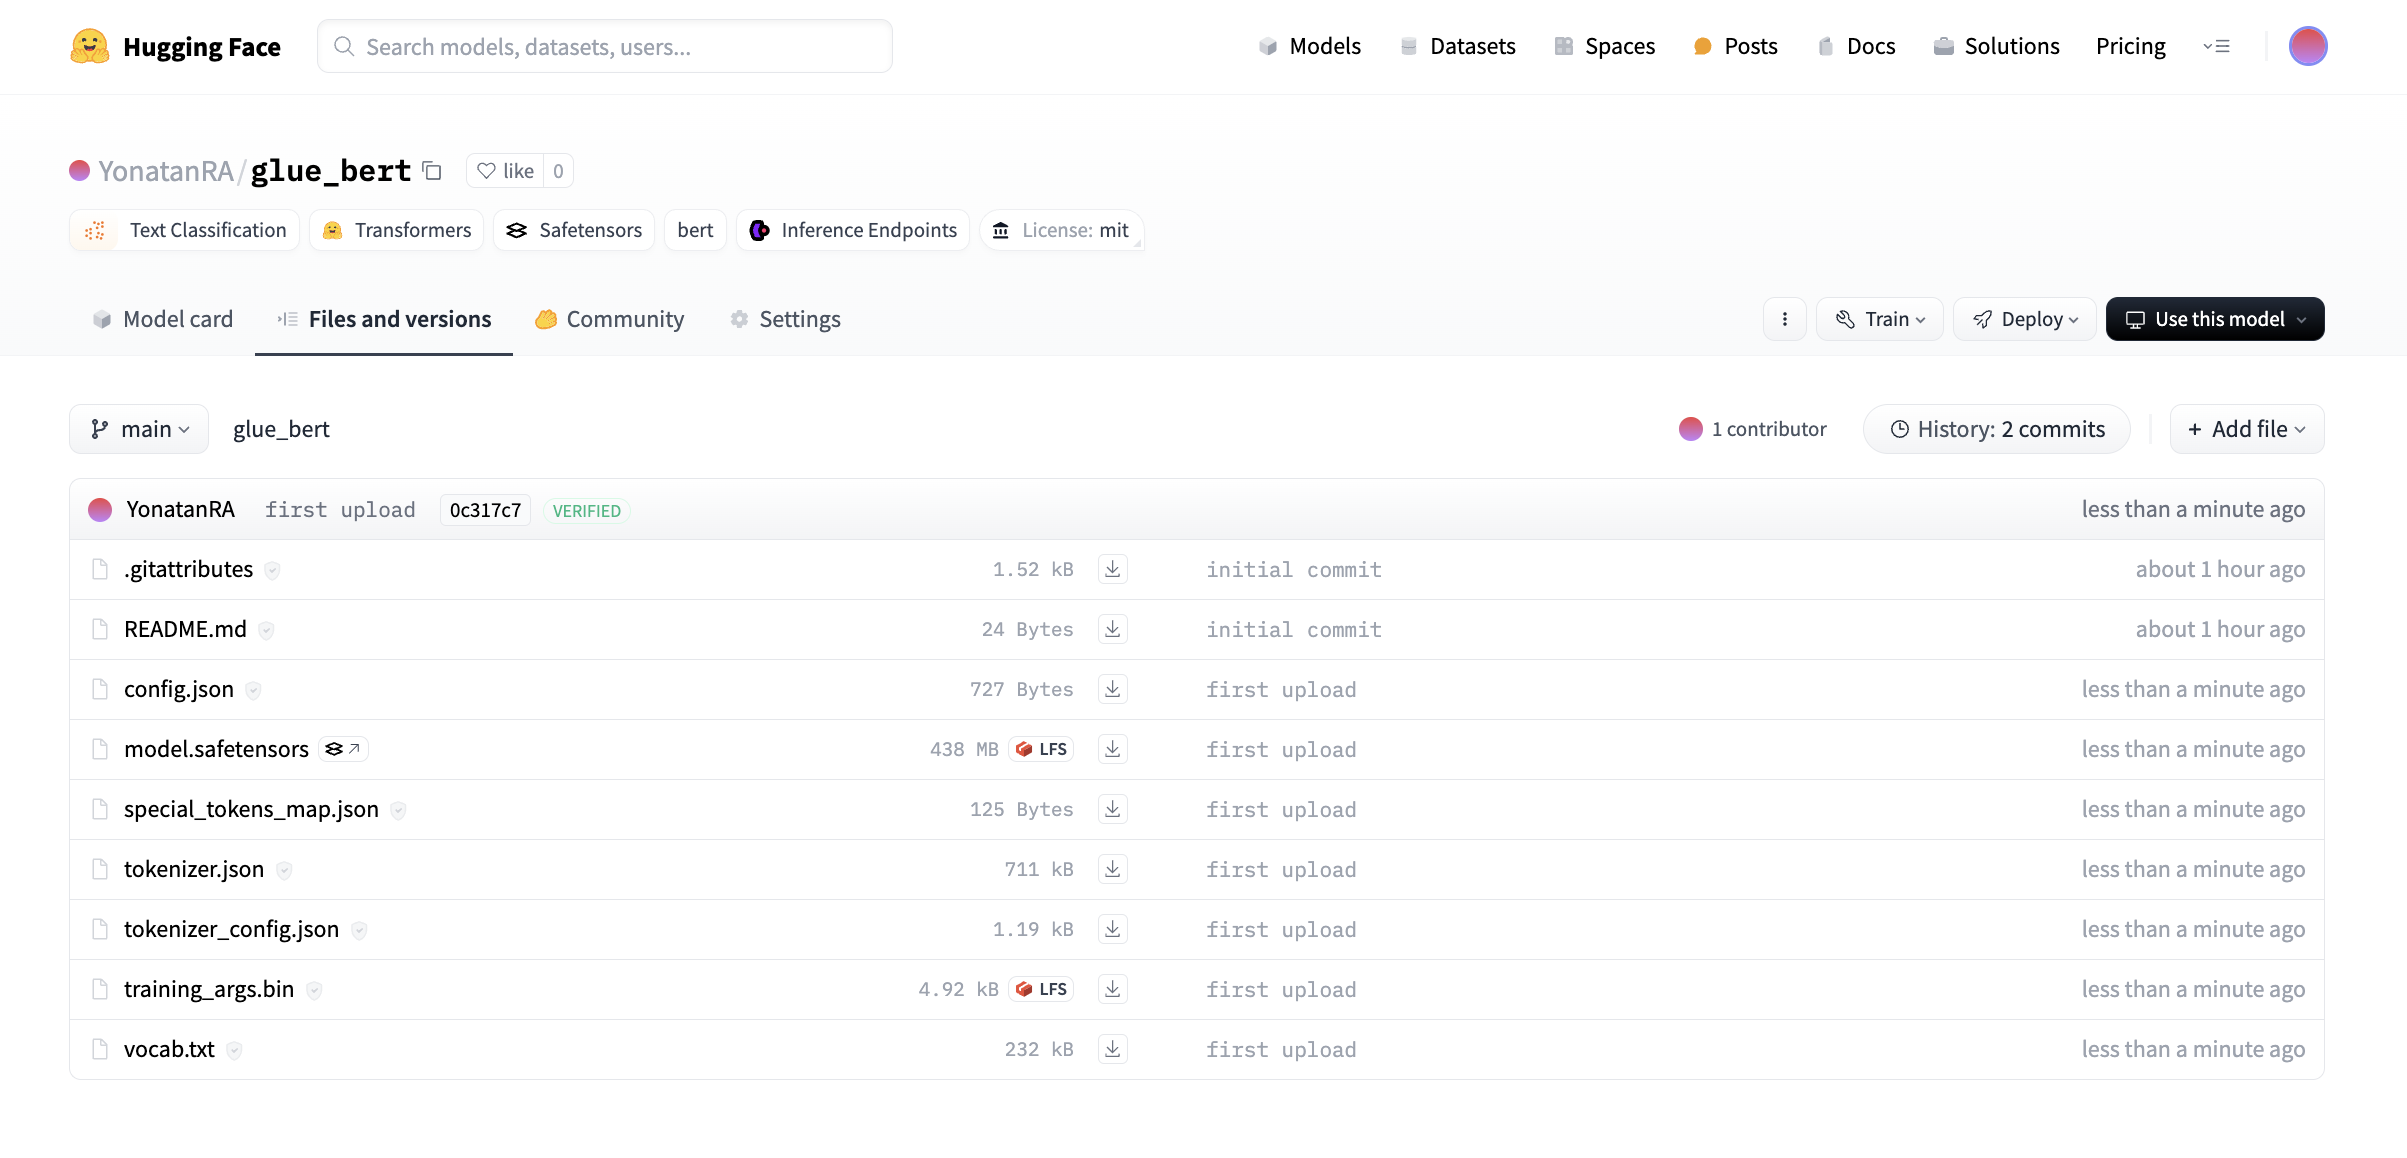 Hugging Face Search models, datasets, users... Models Datasets Spaces Posts Docs Solutions Pricing
YonatanRA/glue_bert like 0
Text Classification Transformers Safetensors bert Inference Endpoints License: mit
Model card Files and versions Community Settings Train Deploy Use this model
main glue_bert 1 contributor History: 2 commits + Add file
YonatanRA first upload 0c317c7 VERIFIED less than a minute ago
.gitattributes 1.52 kB initial commit about 1 hour ago
README.md 24 Bytes initial commit about 1 hour ago
config.json 727 Bytes first upload less than a minute ago
model.safetensors 438 MB LFS first upload less than a minute ago
special_tokens_map.json 125 Bytes first upload less than a minute ago
tokenizer.json 711 kB first upload less than a minute ago
tokenizer_config.json 1.19 kB first upload less than a minute ago
training_args.bin 4.92 kB LFS first upload less than a minute ago
vocab.txt 232 kB first upload less than a minute ago